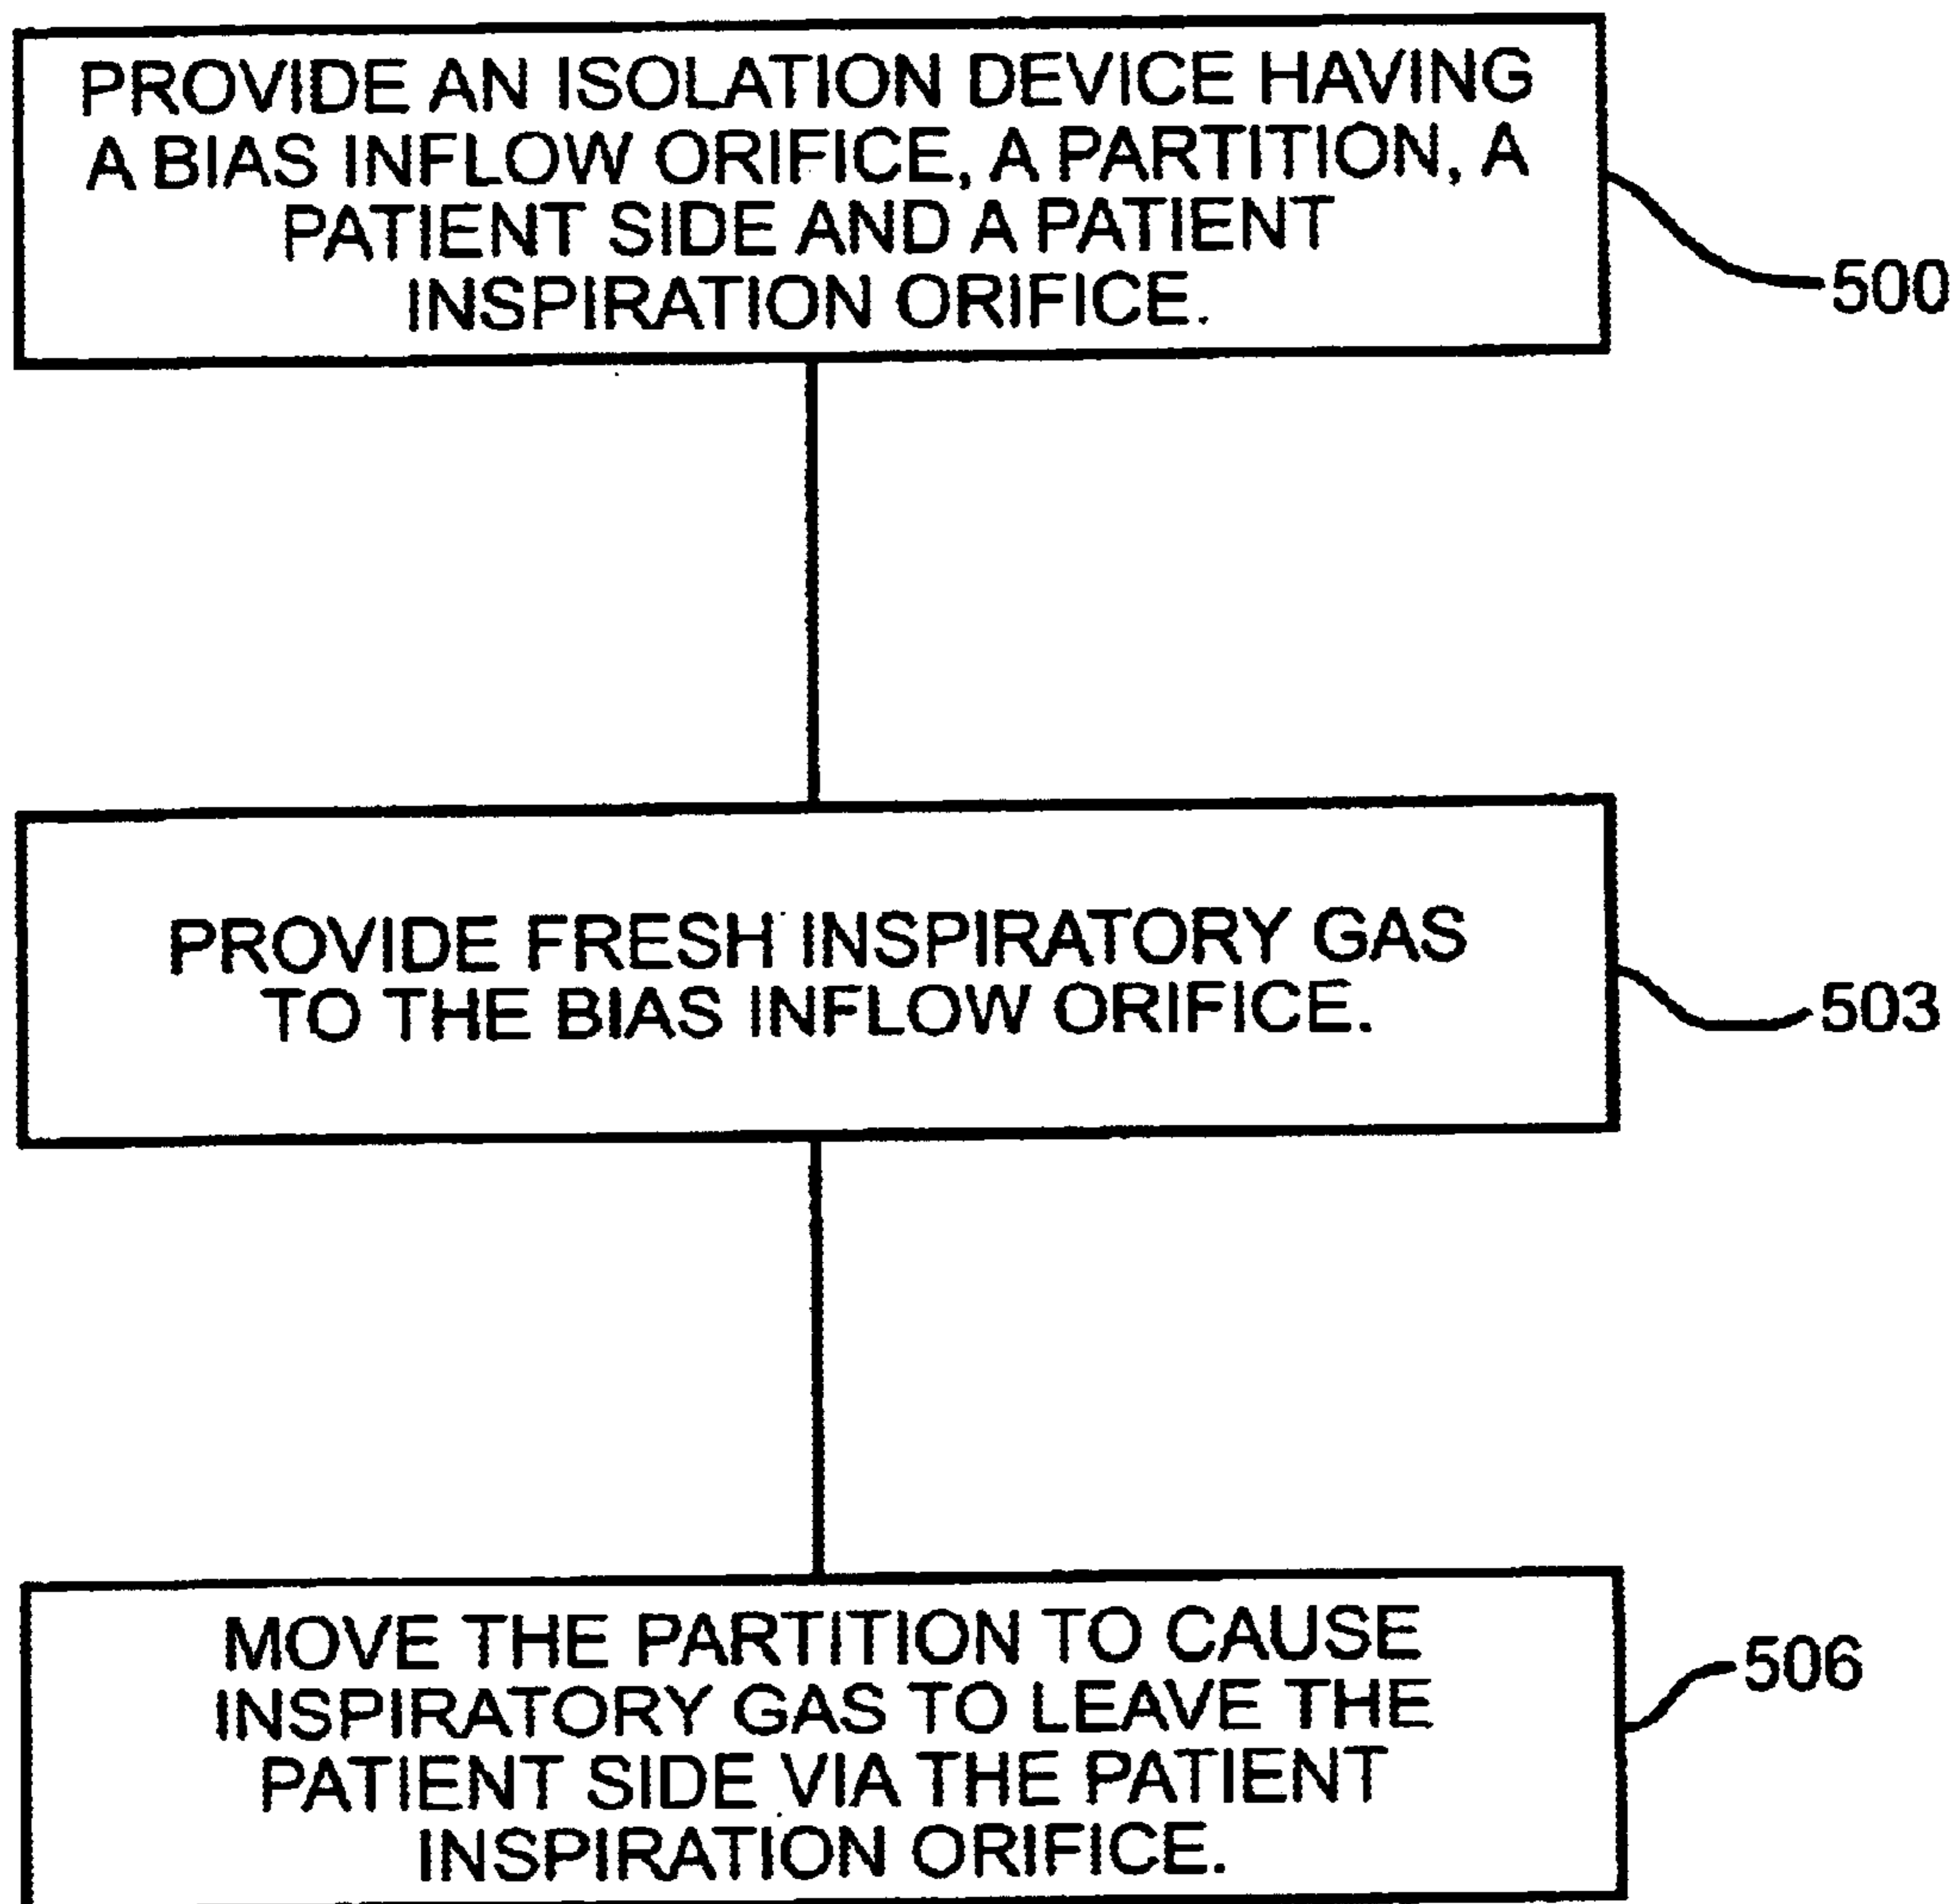 PROVIDE AN ISOLATION DEVICE HAVING
A BIAS INFLOW ORIFICE, A PARTITION, A
PATIENT SIDE AND A PATIENT
INSPIRATION ORIFICE.
500
PROVIDE FRESH INSPIRATORY GAS
TO THE BIAS INFLOW ORIFICE.
503
MOVE THE PARTITION TO CAUSE
INSPIRATORY GAS TO LEAVE THE
PATIENT SIDE VIA THE PATIENT
INSPIRATION ORIFICE.
506